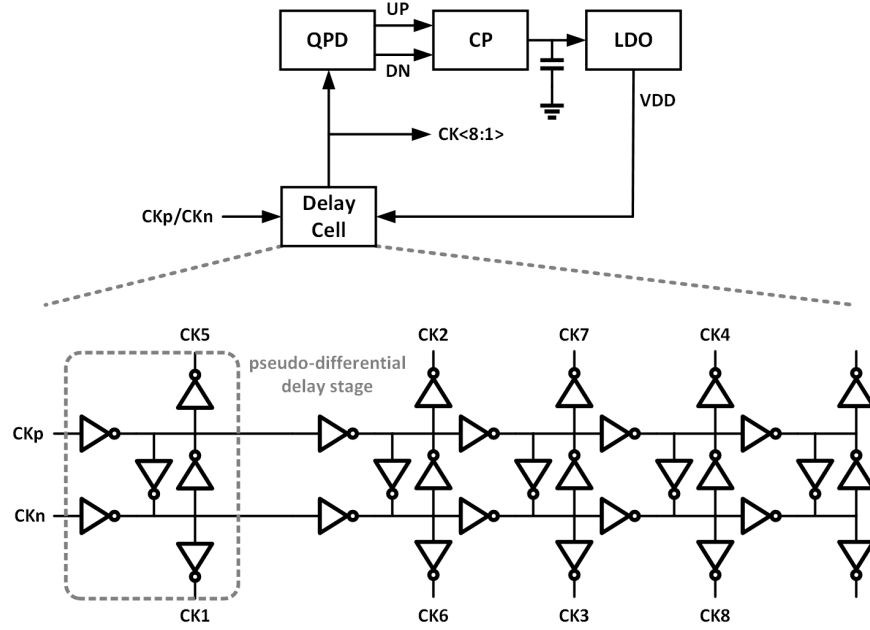 UP
QPD
CP
LDO
DN
VDD
CK<8:1>
CKp/CKn
Delay
Cell
CK5
CK2
CK7
CK4
pseudo-differential
delay stage
CKp
CKn
CK1
CK6
CK3
CK8